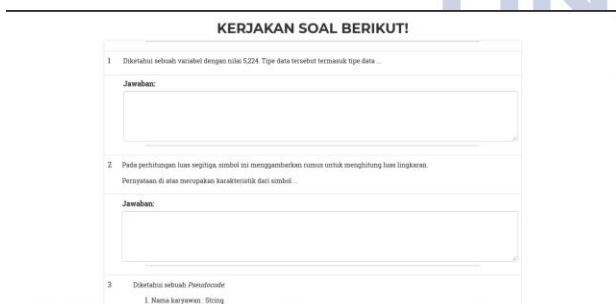 KERJAKAN SOAL BERIKUT!
1 Diketahui sebuah variabel dengan nilai 5,224. Tipe data tersebut termasuk tipe data ...
Jawaban:
2 Pada perhitungan luas segitiga, simbol ini menggambarkan rumus untuk menghitung luas lingkaran.
Pernyataan di atas merupakan karakteristik dari simbol ...
Jawaban:
3 Diketahui sebuah Pseudocode:
1. Nama karyawan : String